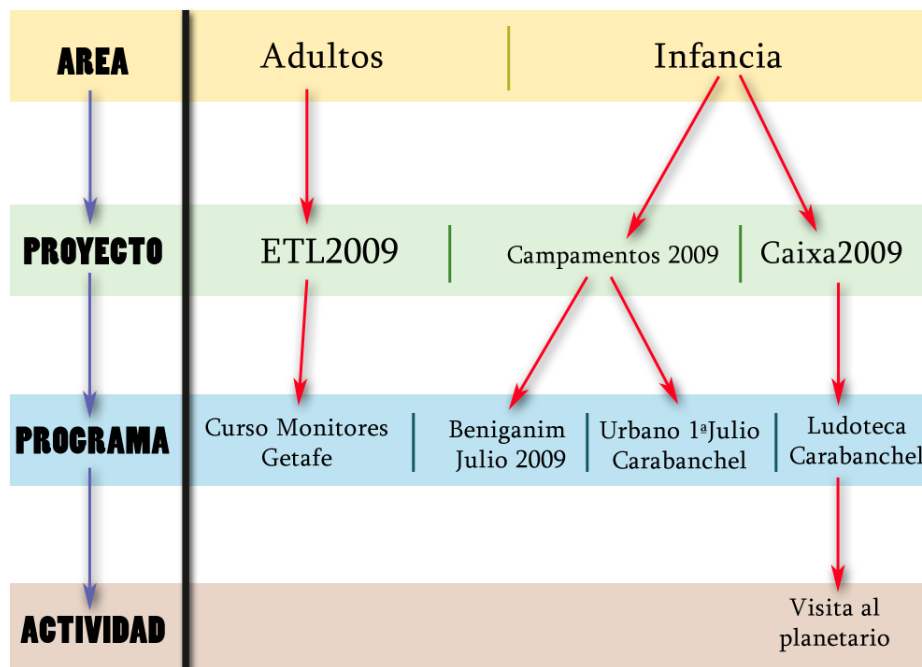 AREA
Adultos
Infancia
PROYECTO
ETL2009
Campamentos 2009
Caixa2009
PROGRAMA
Curso Monitores
Getafe
Beniganim
Julio 2009
Urbano 1ªJulio
Carabanchel
Ludoteca
Carabanchel
ACTIVIDAD
Visita al
planetario